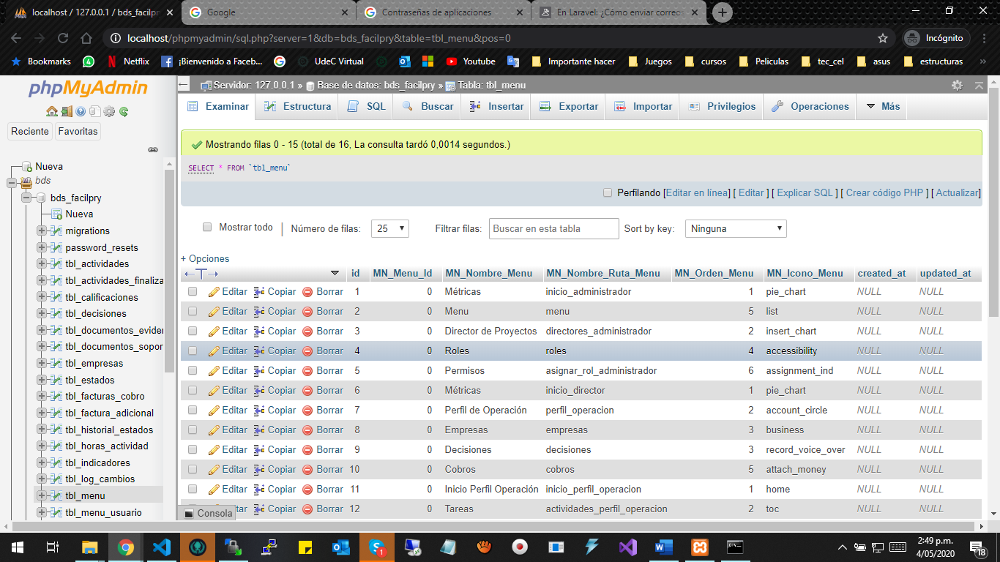 localhost / 127.0.0.1 / bds_facilpr
Google
Contraseñas de aplicaciones
En Laravel: ¿Cómo enviar correos
localhost/phpmyadmin/sql.php?server=1&db=bds_facilpry&table=tbl_menu&pos=0
Incógnito
Bookmarks Netflix ¡Bienvenido a Faceb... UdeC Virtual Youtube Importante hacer Juegos cursos Peliculas tec_cel asus estructuras
phpMyAdmin
Reciente Favoritas
Nueva
bds
bds_facilpry
Nueva
migrations
password_resets
tbl_actividades
tbl_actividades_finaliza
tbl_calificaciones
tbl_decisiones
tbl_documentos_evider
tbl_documentos_sopor
tbl_empresas
tbl_estados
tbl_facturas_cobro
tbl_factura_adicional
tbl_historial_estados
tbl_horas_actividad
tbl_indicadores
tbl_log_cambios
tbl_menu
tbl_menu_usuario
Servidor: 127.0.0.1 » Base de datos: bds_facilpry » Tabla: tbl_menu
Examinar Estructura SQL Buscar Insertar Exportar Importar Privilegios Operaciones Más
Mostrando filas 0 - 15 (total de 16, La consulta tardó 0,0014 segundos.)
SELECT * FROM `tbl_menu`
Perfilando [Editar en línea] [ Editar ] [ Explicar SQL ] [ Crear código PHP ] [ Actualizar]
Mostrar todo | Número de filas: 25 Filtrar filas: Buscar en esta tabla Sort by key: Ninguna
+ Opciones
id MN_Menu_Id MN_Nombre_Menu MN_Nombre_Ruta_Menu MN_Orden_Menu MN_Icono_Menu created_at updated_at
Editar Copiar Borrar 1 0 Métricas inicio_administrador 1 pie_chart NULL NULL
Editar Copiar Borrar 2 0 Menu menu 5 list NULL NULL
Editar Copiar Borrar 3 0 Director de Proyectos directores_administrador 2 insert_chart NULL NULL
Editar Copiar Borrar 4 0 Roles roles 4 accessibility NULL NULL
Editar Copiar Borrar 5 0 Permisos asignar_rol_administrador 6 assignment_ind NULL NULL
Editar Copiar Borrar 6 0 Métricas inicio_director 1 pie_chart NULL NULL
Editar Copiar Borrar 7 0 Perfil de Operación perfil_operacion 2 account_circle NULL NULL
Editar Copiar Borrar 8 0 Empresas empresas 3 business NULL NULL
Editar Copiar Borrar 9 0 Decisiones decisiones 3 record_voice_over NULL NULL
Editar Copiar Borrar 10 0 Cobros cobros 5 attach_money NULL NULL
Editar Copiar Borrar 11 0 Inicio Perfil Operación inicio_perfil_operacion 1 home NULL NULL
Editar Copiar Borrar 12 0 Tareas actividades_perfil_operacion 2 toc NULL NULL
Consola
2:49 p.m.
4/05/2020
18